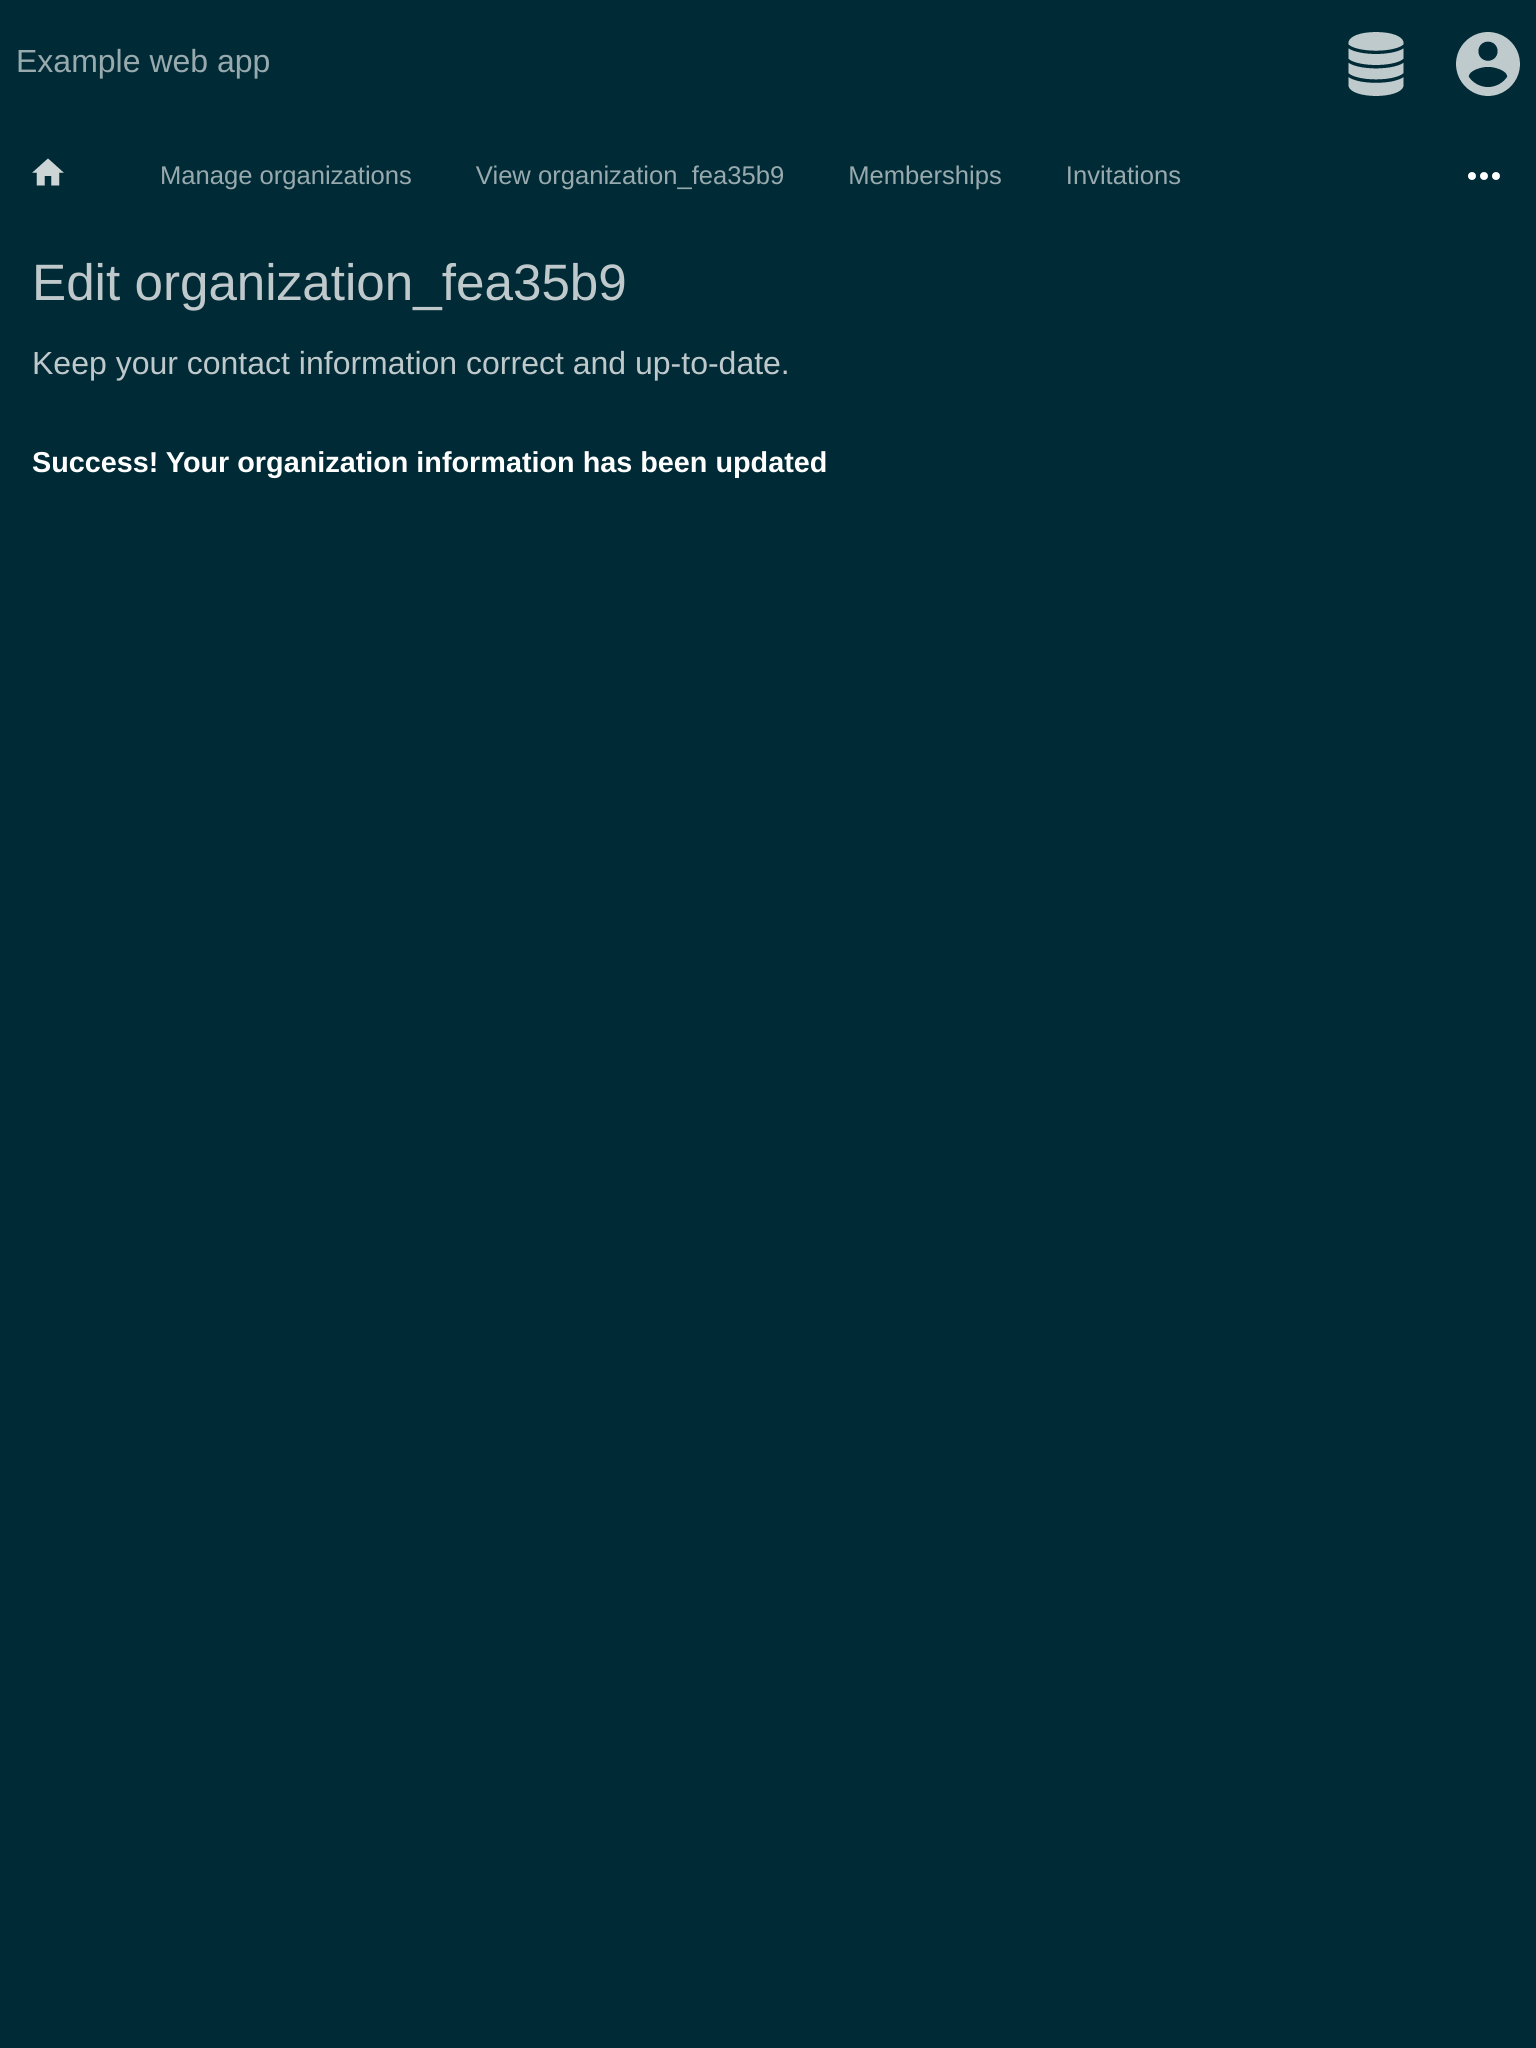 Example web app
Manage organizations View organization_fea35b9 Memberships Invitations
Edit organization_fea35b9
Keep your contact information correct and up-to-date.
Success! Your organization information has been updated